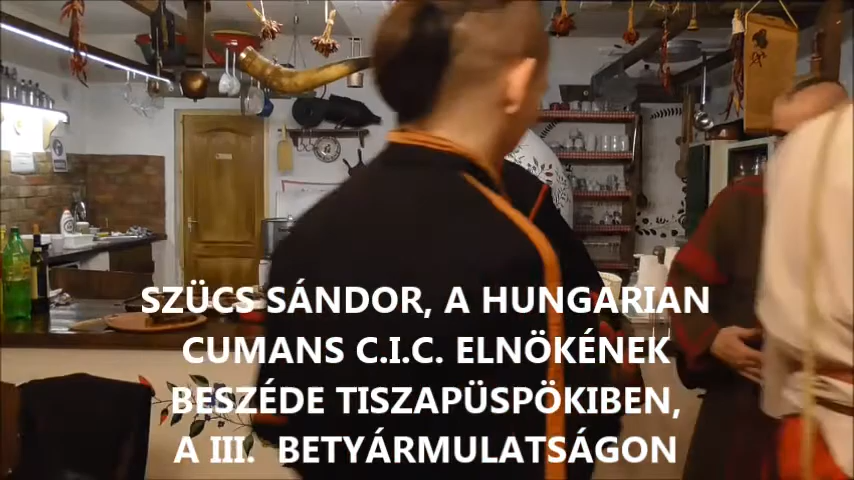 SZÜCS SÁNDOR, A HUNGARIAN
CUMANS C.I.C. ELNÖKÉNEK
BESZÉDE TISZAPÜSPÖKIBEN,
A III. BETYÁRMULATSÁGON